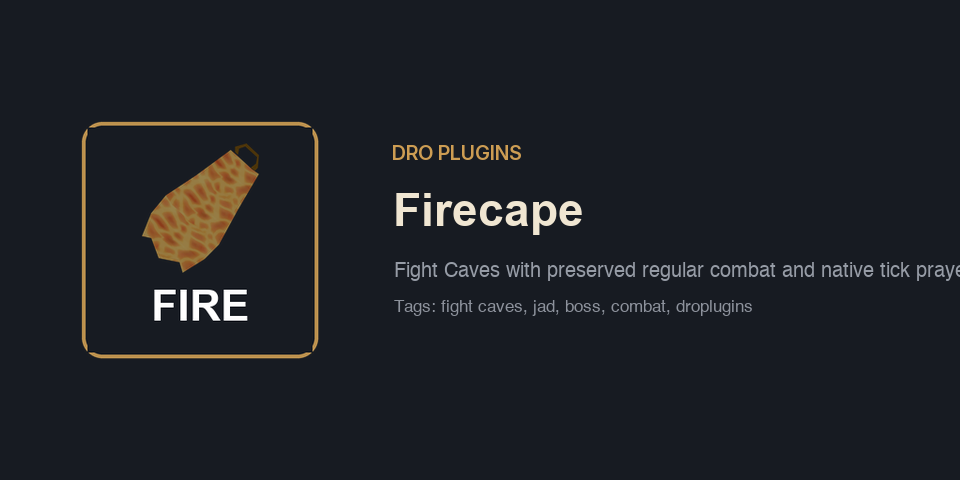 DRO PLUGINS
Firecape
Fight Caves with preserved regular combat and native tick
Tags: fight caves, jad, boss, combat, droplugins
FIRE